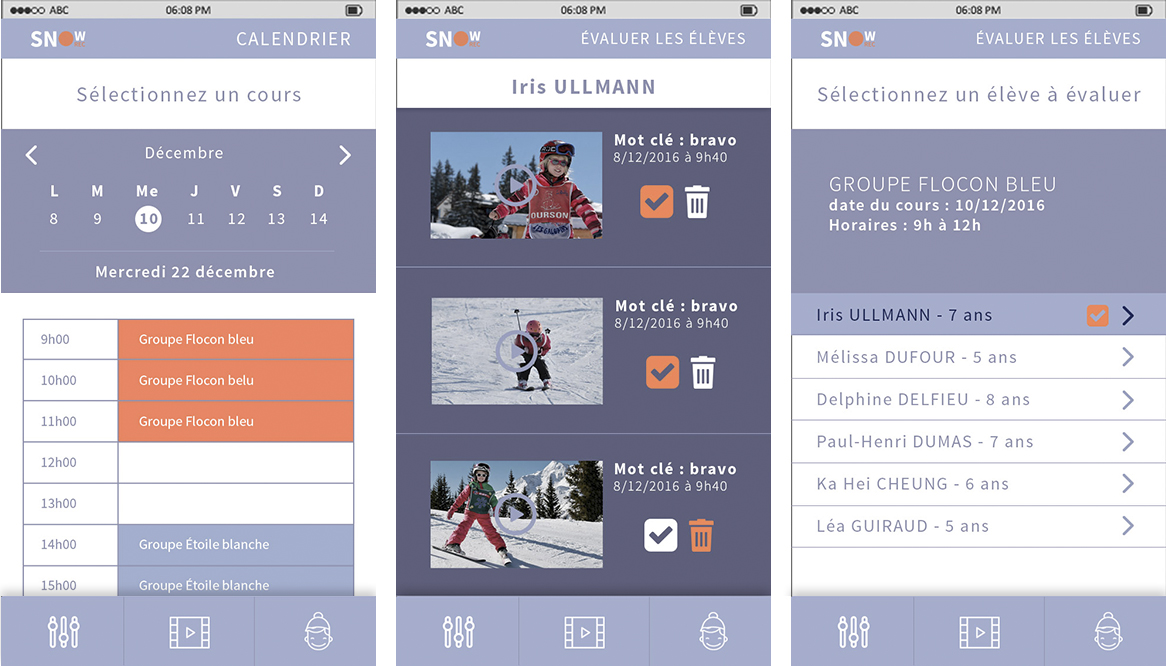 ABC 06:08 PM
SNOW REC CALENDRIER
Sélectionnez un cours
Décembre
L M Me J V S D
8 9 10 11 12 13 14
Mercredi 22 décembre
9h00 Groupe Flocon bleu
10h00 Groupe Flocon belu
11h00 Groupe Flocon bleu
12h00
13h00
14h00 Groupe Étoile blanche
15h00 Groupe Étoile blanche
ABC 06:08 PM
SNOW REC ÉVALUER LES ÉLÈVES
Iris ULLMANN
Mot clé : bravo
8/12/2016 à 9h40
OURSON
Mot clé : bravo
8/12/2016 à 9h40
Mot clé : bravo
8/12/2016 à 9h40
ABC 06:08 PM
SNOW REC ÉVALUER LES ÉLÈVES
Sélectionnez un élève à évaluer
GROUPE FLOCON BLEU
date du cours : 10/12/2016
Horaires : 9h à 12h
Iris ULLMANN - 7 ans
Mélissa DUFOUR - 5 ans
Delphine DELFIEU - 8 ans
Paul-Henri DUMAS - 7 ans
Ka Hei CHEUNG - 6 ans
Léa GUIRAUD - 5 ans